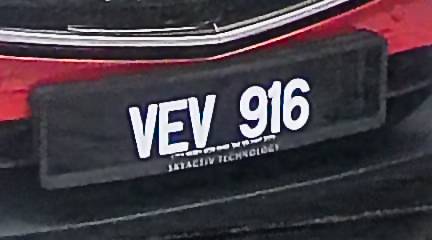 VEV 916
SKYACTIV TECHNOLOGY